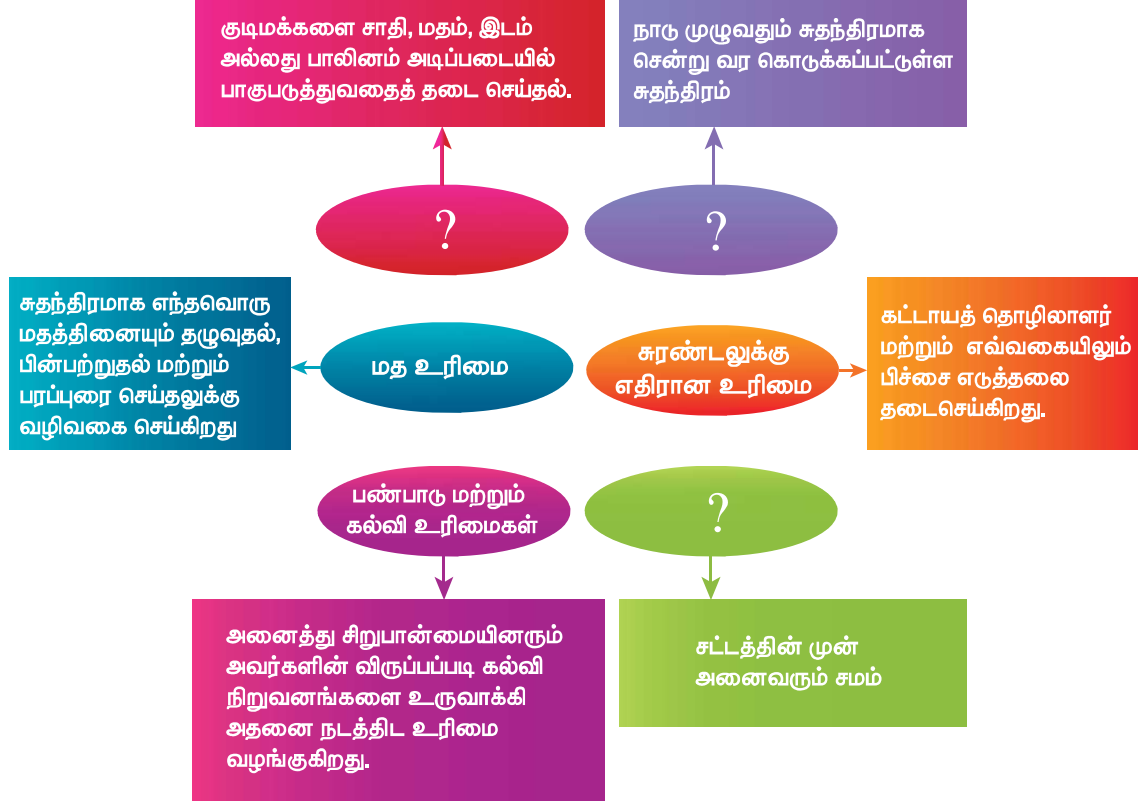 குடிமக்களை சாதி, மதம், இடம்
அல்லது பாலினம் அடிப்படையில்
பாகுபடுத்துவதைத் தடை செய்தல்.
நாடு முழுவதும் சுதந்திரமாக
சென்று வர கொடுக்கப்பட்டுள்ள
சுதந்திரம்
?
?
சுதந்திரமாக எந்தவொரு
மதத்தினையும் தழுவுதல்,
பின்பற்றுதல் மற்றும்
பரப்புரை செய்தலுக்கு
வழிவகை செய்கிறது
மத உரிமை
சுரண்டலுக்கு
எதிரான உரிமை
கட்டாயத் தொழிலாளர்
மற்றும் எவ்வகையிலும்
பிச்சை எடுத்தலை
தடைசெய்கிறது.
பண்பாடு மற்றும்
கல்வி உரிமைகள்
?
அனைத்து சிறுபான்மையினரும்
அவர்களின் விருப்பப்படி கல்வி
நிறுவனங்களை உருவாக்கி
அதனை நடத்திட உரிமை
வழங்குகிறது.
சட்டத்தின் முன்
அனைவரும் சமம்